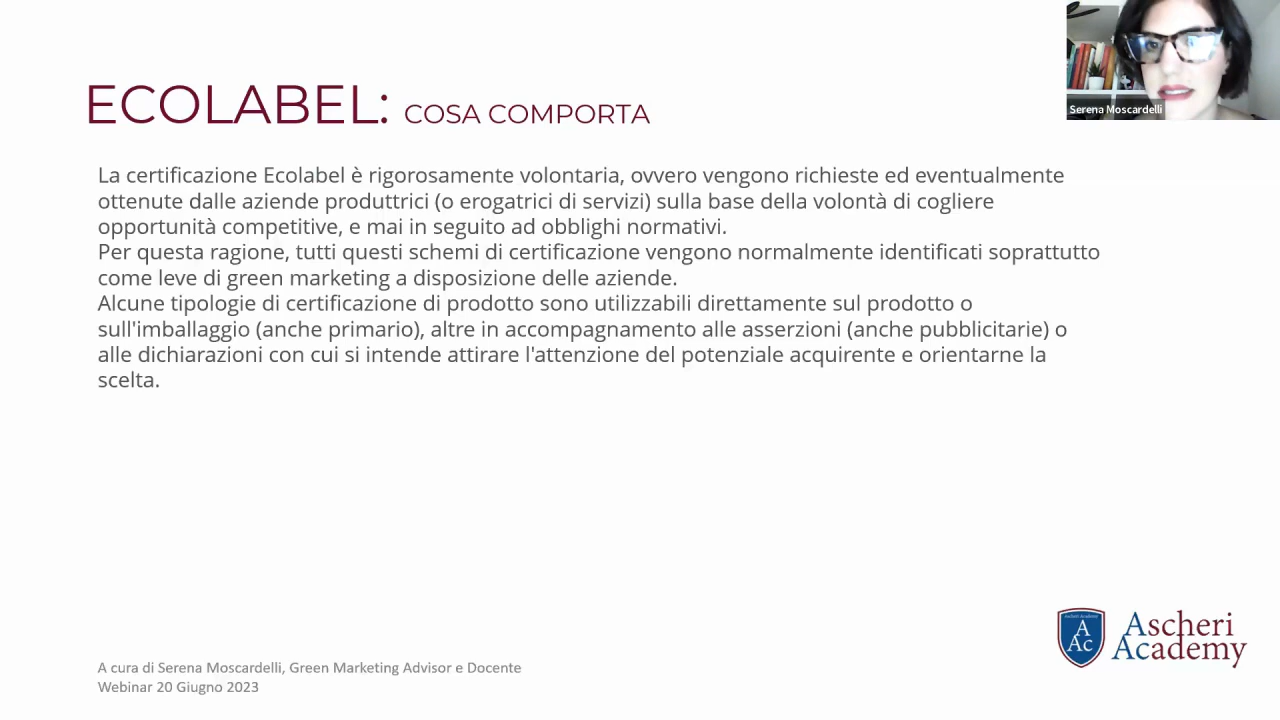 Serena Moscardelli
ECOLABEL: COSA COMPORTA
La certificazione Ecolabel è rigorosamente volontaria, ovvero vengono richieste ed eventualmente
ottenute dalle aziende produttrici (o erogatrici di servizi) sulla base della volontà di cogliere
opportunità competitive, e mai in seguito ad obblighi normativi.
Per questa ragione, tutti questi schemi di certificazione vengono normalmente identificati soprattutto
come leve di green marketing a disposizione delle aziende.
Alcune tipologie di certificazione di prodotto sono utilizzabili direttamente sul prodotto o
sull'imballaggio (anche primario), altre in accompagnamento alle asserzioni (anche pubblicitarie) o
alle dichiarazioni con cui si intende attirare l'attenzione del potenziale acquirente e orientarne la
scelta.
A
Ac
Ascheri
Academy
A cura di Serena Moscardelli, Green Marketing Advisor e Docente
Webinar 20 Giugno 2023